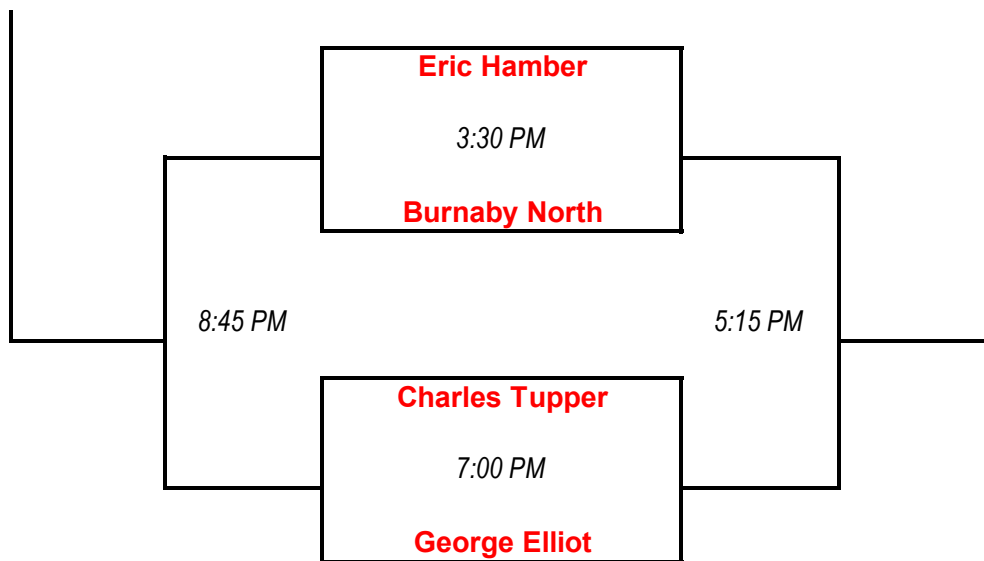 Eric Hamber
3:30 PM
Burnaby North
8:45 PM
5:15 PM
Charles Tupper
7:00 PM
George Elliot